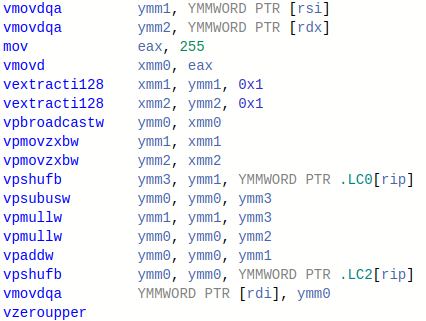 vmovdqa ymm1, YMMWORD PTR [rsi]
vmovdqa ymm2, YMMWORD PTR [rdx]
mov eax, 255
vmovd xmm0, eax
vextracti128 xmm1, ymm1, 0x1
vextracti128 xmm2, ymm2, 0x1
vpbroadcastw ymm0, xmm0
vpmovzxbw ymm1, xmm1
vpmovzxbw ymm2, xmm2
vpshufb ymm3, ymm1, YMMWORD PTR .LC0[rip]
vpsubusw ymm0, ymm0, ymm3
vpmullw ymm1, ymm1, ymm3
vpmullw ymm0, ymm0, ymm2
vpaddw ymm0, ymm0, ymm1
vpshufb ymm0, ymm0, YMMWORD PTR .LC2[rip]
vmovdqa YMMWORD PTR [rdi], ymm0
vzeroupper